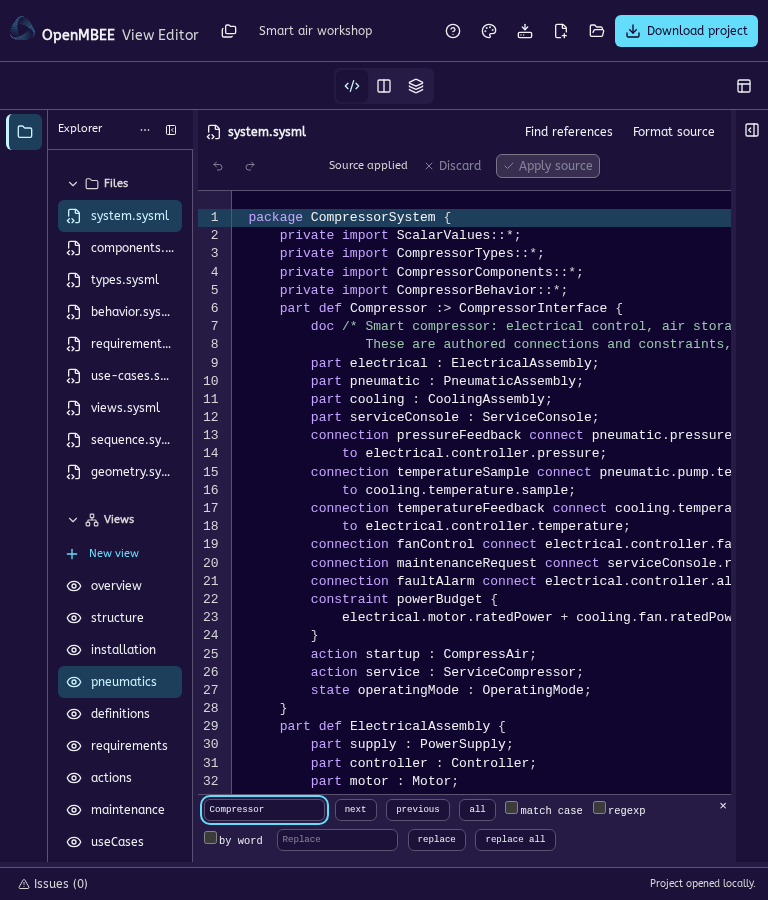 OpenMBEE View Editor
Smart air workshop
Download project
Explorer
...
system.sysml
Find references
Format source
Source applied
Discard
Apply source
Files
system.sysml
components....
types.sysml
behavior.sys...
requirement...
use-cases.s...
views.sysml
sequence.sy...
geometry.sy...
Views
New view
overview
structure
installation
pneumatics
definitions
requirements
actions
maintenance
useCases
1 package CompressorSystem {
2 private import ScalarValues::*;
3 private import CompressorTypes::*;
4 private import CompressorComponents::*;
5 private import CompressorBehavior::*;
6 part def Compressor :> CompressorInterface {
7 doc /* Smart compressor: electrical control, air stora
8 These are authored connections and constraints,
9 part electrical : ElectricalAssembly;
10 part pneumatic : PneumaticAssembly;
11 part cooling : CoolingAssembly;
12 part serviceConsole : ServiceConsole;
13 connection pressureFeedback connect pneumatic.pressure
14 to electrical.controller.pressure;
15 connection temperatureSample connect pneumatic.pump.te
16 to cooling.temperature.sample;
17 connection temperatureFeedback connect cooling.tempera
18 to electrical.controller.temperature;
19 connection fanControl connect electrical.controller.fa
20 connection maintenanceRequest connect serviceConsole.r
21 connection faultAlarm connect electrical.controller.al
22 constraint powerBudget {
23 electrical.motor.ratedPower + cooling.fan.ratedPow
24 }
25 action startup : CompressAir;
26 action service : ServiceCompressor;
27 state operatingMode : OperatingMode;
28 }
29 part def ElectricalAssembly {
30 part supply : PowerSupply;
31 part controller : Controller;
32 part motor : Motor;
Compressor
next
previous
all
match case
regexp
×
by word
Replace
replace
replace all
Issues (0)
Project opened locally.